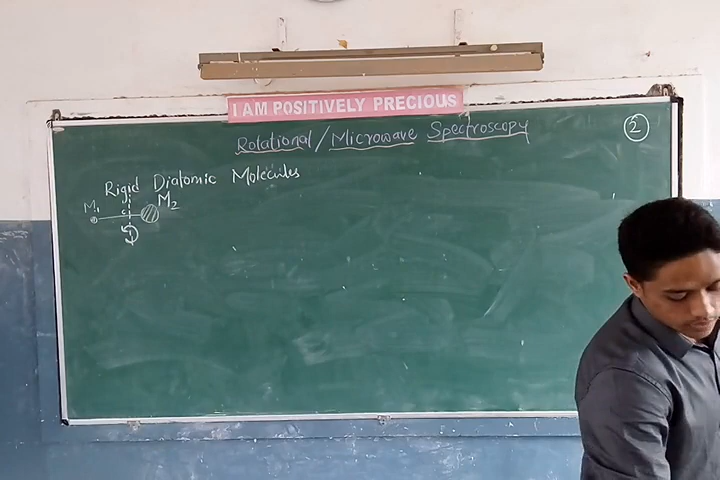 I AM POSITIVELY PRECIOUS
Rotational/Microwave Spectroscopy
2
Rigid Diatomic Molecules
M1 c M2